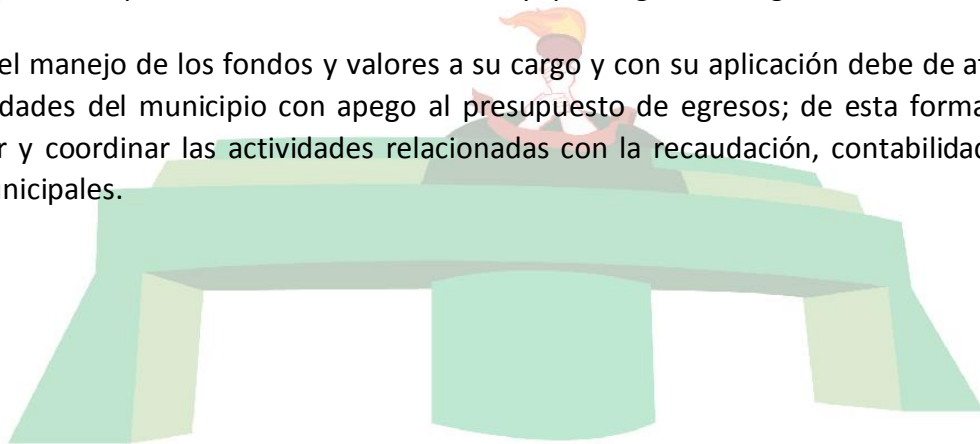 el manejo de los fondos y valores a su cargo y con su aplicación debe de
dades del municipio con apego al presupuesto de egresos; de esta forma
r y coordinar las actividades relacionadas con la recaudación, contabilidad
nicipales.